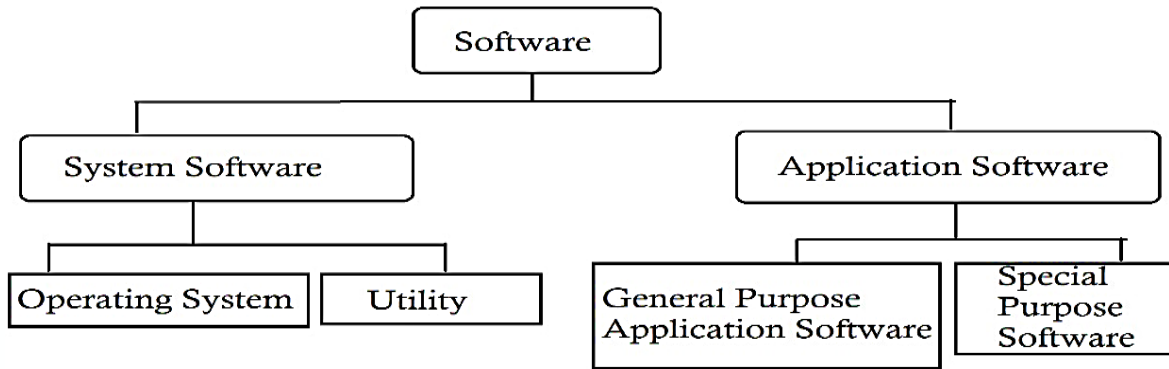 Software
System Software
Application Software
Operating System
Utility
General Purpose
Application Software
Special
Purpose
Software